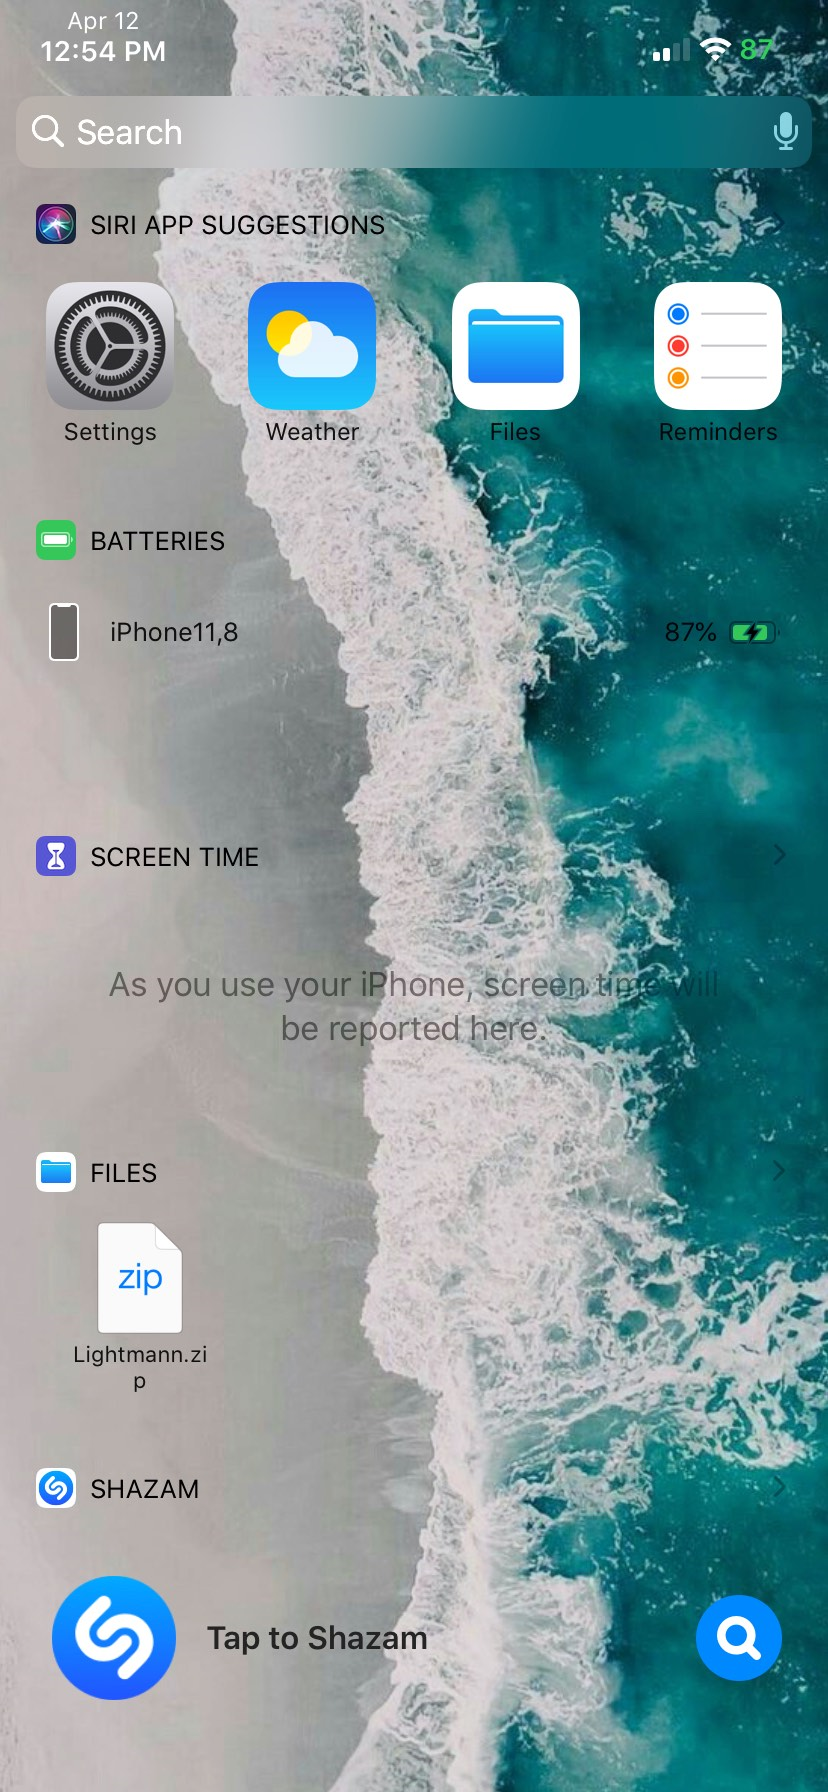 Apr 12
12:54 PM
87
Search
SIRI APP SUGGESTIONS
Settings
Weather
Files
Reminders
BATTERIES
iPhone11,8
87%
SCREEN TIME
As you use your iPhone, screen time will
be reported here.
FILES
zip
Lightmann.zi
p
SHAZAM
Tap to Shazam